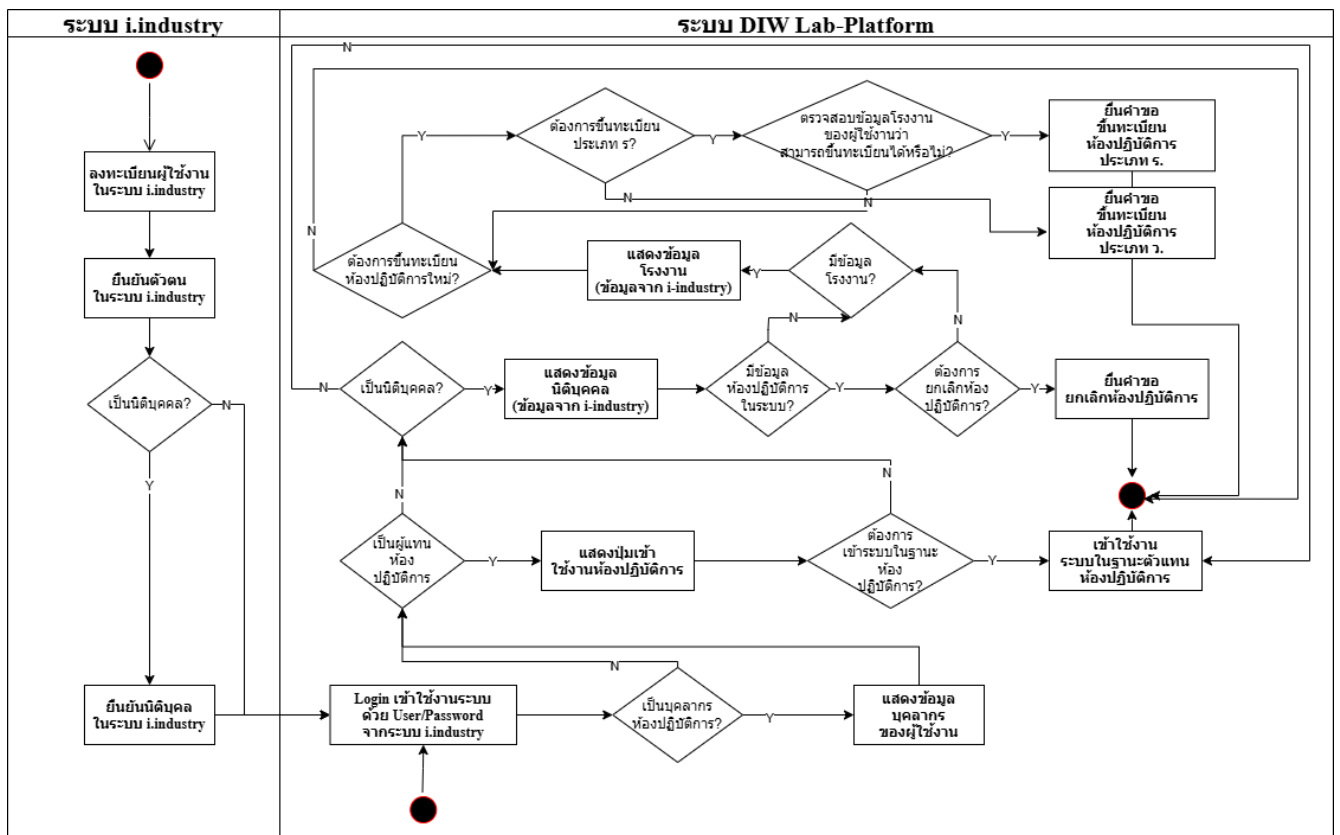 ระบบ i.industry
ระบบ DIW Lab-Platform
ลงทะเบียนผู้ใช้งาน
ในระบบ i.industry
ยืนยันตัวตน
ในระบบ i.industry
เป็นนิติบุคคล?
N
Y
ยืนยันนิติบุคล
ในระบบ i.industry
N
N
Y
ต้องการขึ้นทะเบียน
ประเภท ร?
Y
ตรวจสอบข้อมูลโรงงาน
ของผู้ใช้งานว่า
สามารถขึ้นทะเบียนได้หรือไม่?
Y
ยื่นคำขอ
ขึ้นทะเบียน
ห้องปฏิบัติการ
ประเภท ร.
N
N
ยื่นคำขอ
ขึ้นทะเบียน
ห้องปฏิบัติการ
ประเภท ว.
ต้องการขึ้นทะเบียน
ห้องปฏิบัติการใหม่?
แสดงข้อมูล
โรงงาน
(ข้อมูลจาก i-industry)
Y
มีข้อมูล
โรงงาน?
N
N
N
เป็นนิติบุคคล?
Y
แสดงข้อมูล
นิติบุคคล
(ข้อมูลจาก i-industry)
มีข้อมูล
ห้องปฏิบัติการ
ในระบบ?
Y
ต้องการ
ยกเลิกห้อง
ปฏิบัติการ?
Y
ยื่นคำขอ
ยกเลิกห้องปฏิบัติการ
N
N
เป็นผู้แทน
ห้อง
ปฏิบัติการ
Y
แสดงปุ่มเข้า
ใช้งานห้องปฏิบัติการ
ต้องการ
เข้าระบบในฐานะ
ห้อง
ปฏิบัติการ?
Y
เข้าใช้งาน
ระบบในฐานะตัวแทน
ห้องปฏิบัติการ
N
Login เข้าใช้งานระบบ
ด้วย User/Password
จากระบบ i.industry
เป็นบุคลากร
ห้องปฏิบัติการ?
Y
แสดงข้อมูล
บุคลากร
ของผู้ใช้งาน